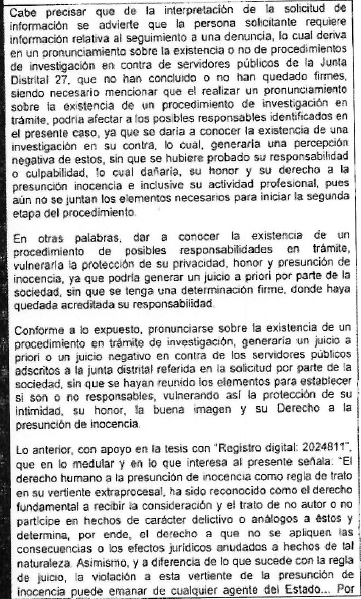 Cabe precisar que de la interpretación de la solicitud de
información se advierte que la persona solicitante requiere
información relativa al seguimiento a una denuncia, lo cual deriva
en un pronunciamiento sobre la existencia o no de procedimientos
de investigación en contra de servidores públicos de la Junta
Distrital 27, que no han concluido o no han quedado firmes,
siendo necesario mencionar que el realizar un pronunciamiento
sobre la existencia de un procedimiento de investigación en
trámite, podría afectar a los posibles responsables identificados en
el presente caso, ya que se daría a conocer la existencia de una
investigación en su contra, lo cual, generaría una percepción
negativa de estos, sin que se hubiere probado su responsabilidad
o culpabilidad, lo cual dañaría, su honor y su derecho a la
presunción inocencia e inclusive su actividad profesional, pues
aún no se juntan los elementos necesarios para iniciar la segunda
etapa del procedimiento.
En otras palabras, dar a conocer la existencia de un
procedimiento de posibles responsabilidades en trámite,
vulneraría la protección de su privacidad, honor y presunción de
inocencia, ya que podría generar un juicio a priori por parte de la
sociedad, sin que se tenga una determinación firme, donde haya
quedada acreditada su responsabilidad.
Conforme a lo expuesto, pronunciarse sobre la existencia de un
procedimiento en trámite de investigación, generaría un juicio a
priori o un juicio negativo en contra de los servidores públicos
adscritos a la junta distrital referida en la solicitud por parte de la
sociedad, sin que se hayan reunido los elementos para establecer
si son o no responsables, vulnerando así la protección de su
intimidad, su honor, la buena imagen y su Derecho a la
presunción de inocencia.
Lo anterior, con apoyo en la tesis con "Registro digital: 2024811",
que en lo medular y en lo que interesa al presente señala: "El
derecho humano a la presunción de inocencia como regla de trato
en su vertiente extraprocesal, ha sido reconocido como el derecho
fundamental a recibir la consideración y el trato de no autor o no
participe en hechos de carácter delictivo o análogos a éstos y
determina, por ende, el derecho a que no se apliquen las
consecuencias o los efectos jurídicos anudados a hechos de tal
naturaleza. Asimismo, y a diferencia de lo que sucede con la regla
de juicio, la violación a esta vertiente de la presunción de
inocencia puede emanar de cualquier agente del Estado... Por